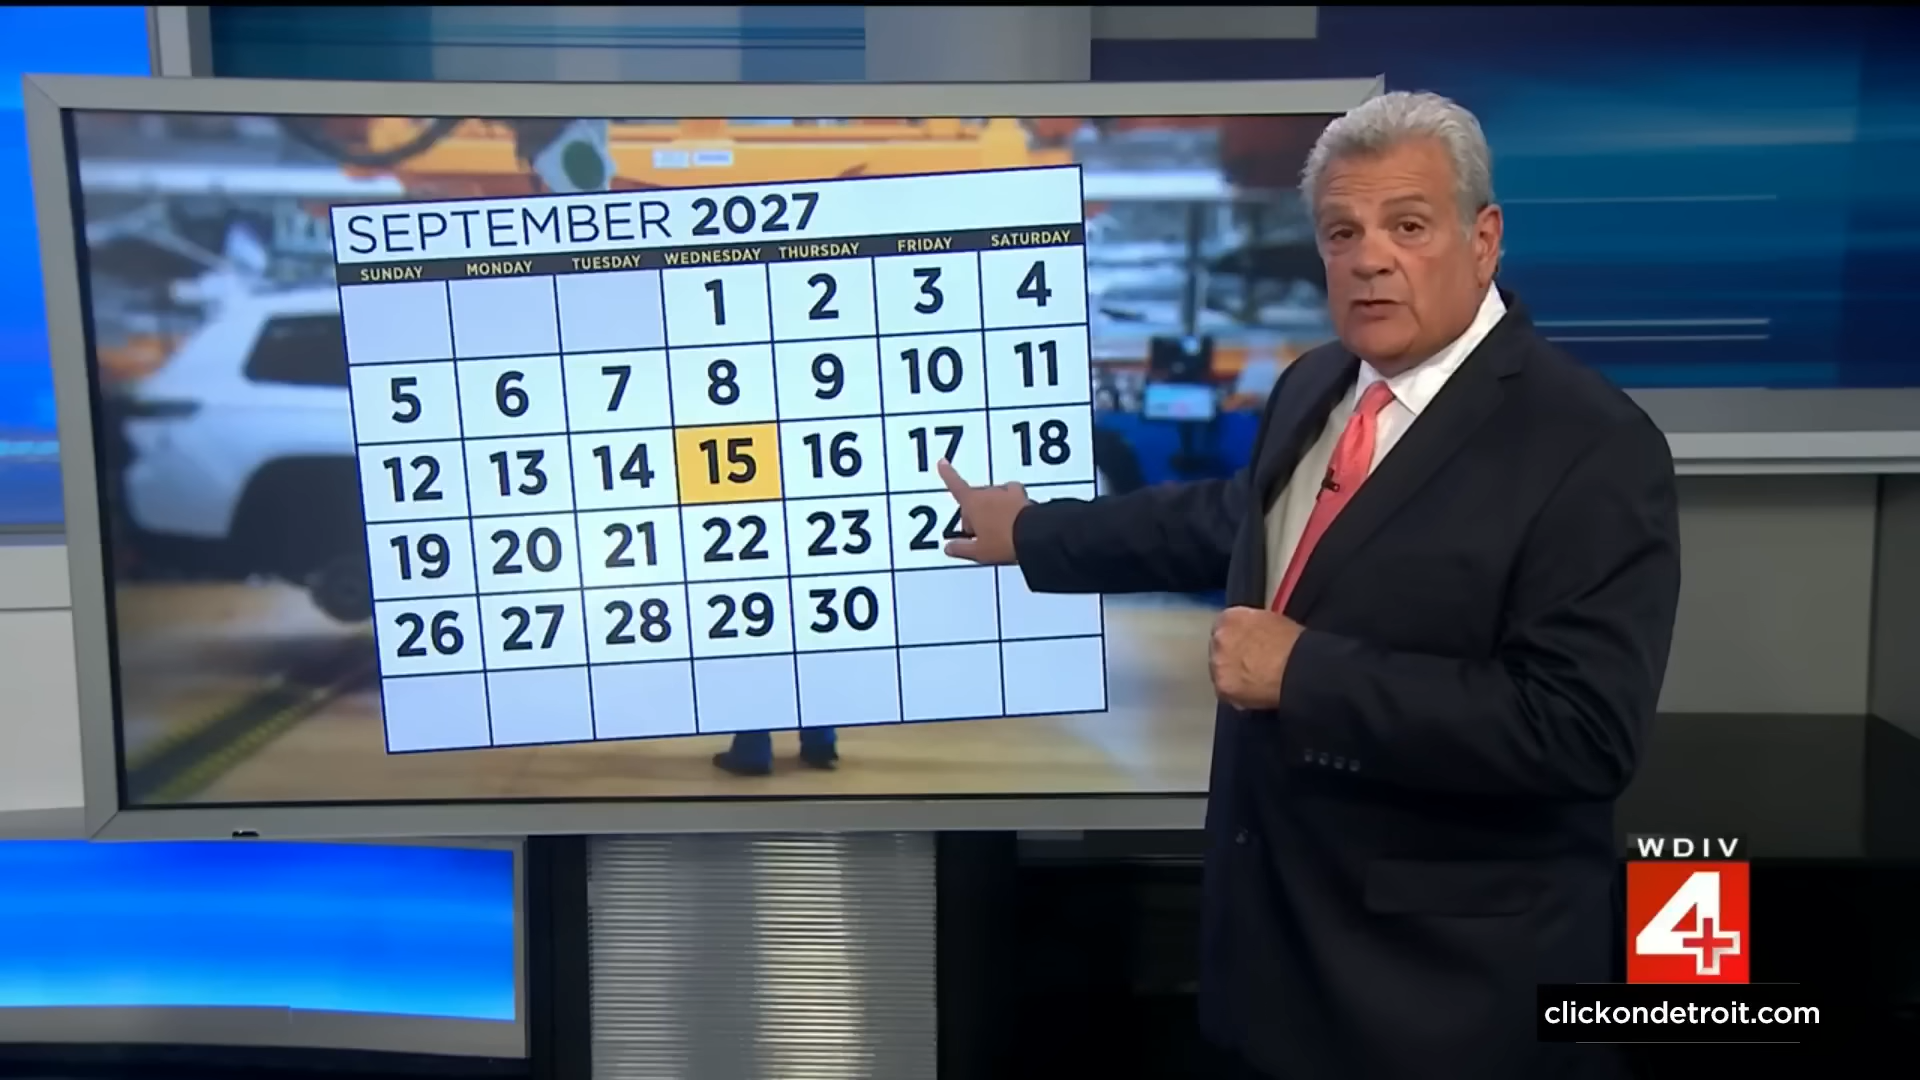 SEPTEMBER 2027
SUNDAY MONDAY TUESDAY WEDNESDAY THURSDAY FRIDAY SATURDAY
1 2 3 4
5 6 7 8 9 10 11
12 13 14 15 16 17 18
19 20 21 22 23 24
26 27 28 29 30
WDIV
4+
clickondetroit.com